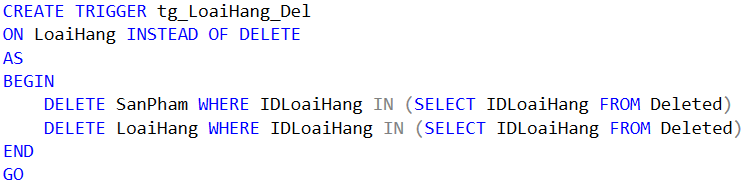 CREATE TRIGGER tg_LoaiHang_Del
ON LoaiHang INSTEAD OF DELETE
AS
BEGIN
    DELETE SanPham WHERE IDLoaiHang IN (SELECT IDLoaiHang FROM Deleted)
    DELETE LoaiHang WHERE IDLoaiHang IN (SELECT IDLoaiHang FROM Deleted)
END
GO